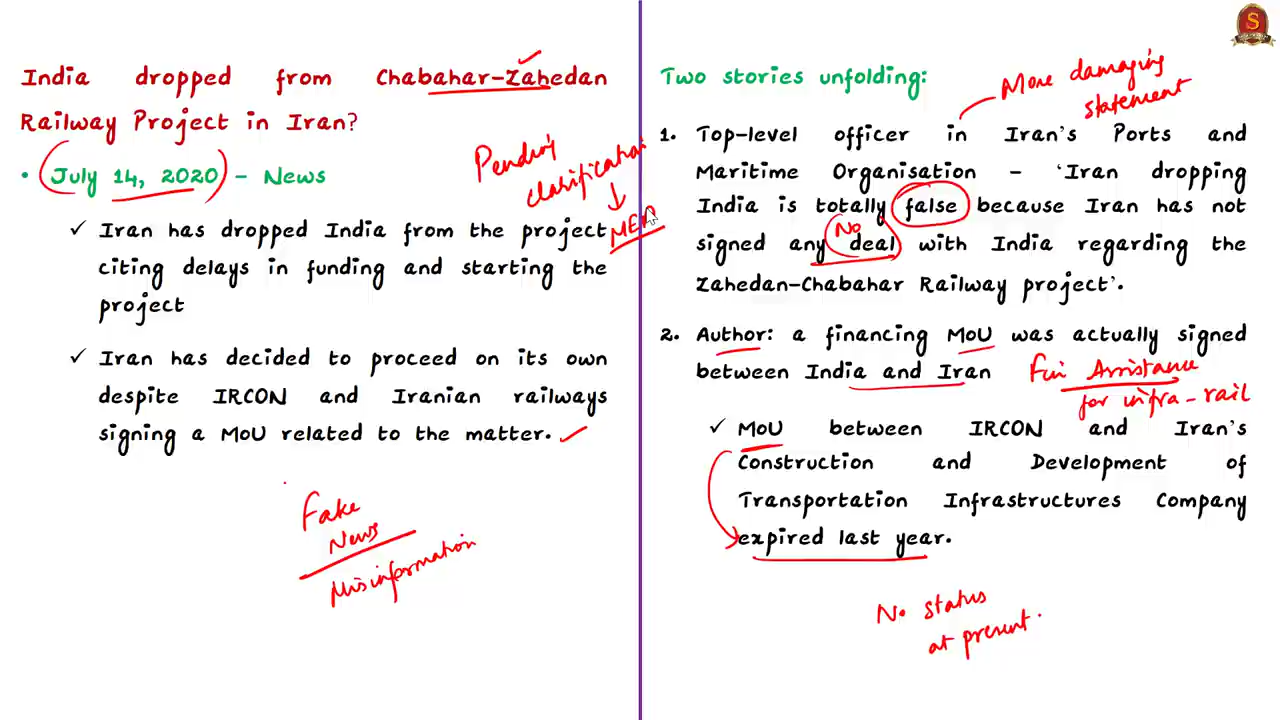 India dropped from Chabahar-Zahedan
Railway Project in Iran?
• July 14, 2020 - News
✓ Iran has dropped India from the project
citing delays in funding and starting the
project
✓ Iran has decided to proceed on its own
despite IRCON and Iranian railways
signing a MoU related to the matter.
Fake
News
Misinformation
Pending
clarification
MEA
Two stories unfolding:
More damaging
statement
1. Top-level officer in Iran's Ports and
Maritime Organisation - 'Iran dropping
India is totally false because Iran has not
No
signed any deal with India regarding the
Zahedan-Chabahar Railway project'.
2. Author: a financing MoU was actually signed
between India and Iran
Fin Assistance
for infra-rail
✓ MoU between IRCON and Iran's
Construction and Development of
Transportation Infrastructures Company
expired last year.
No status
at present.
S